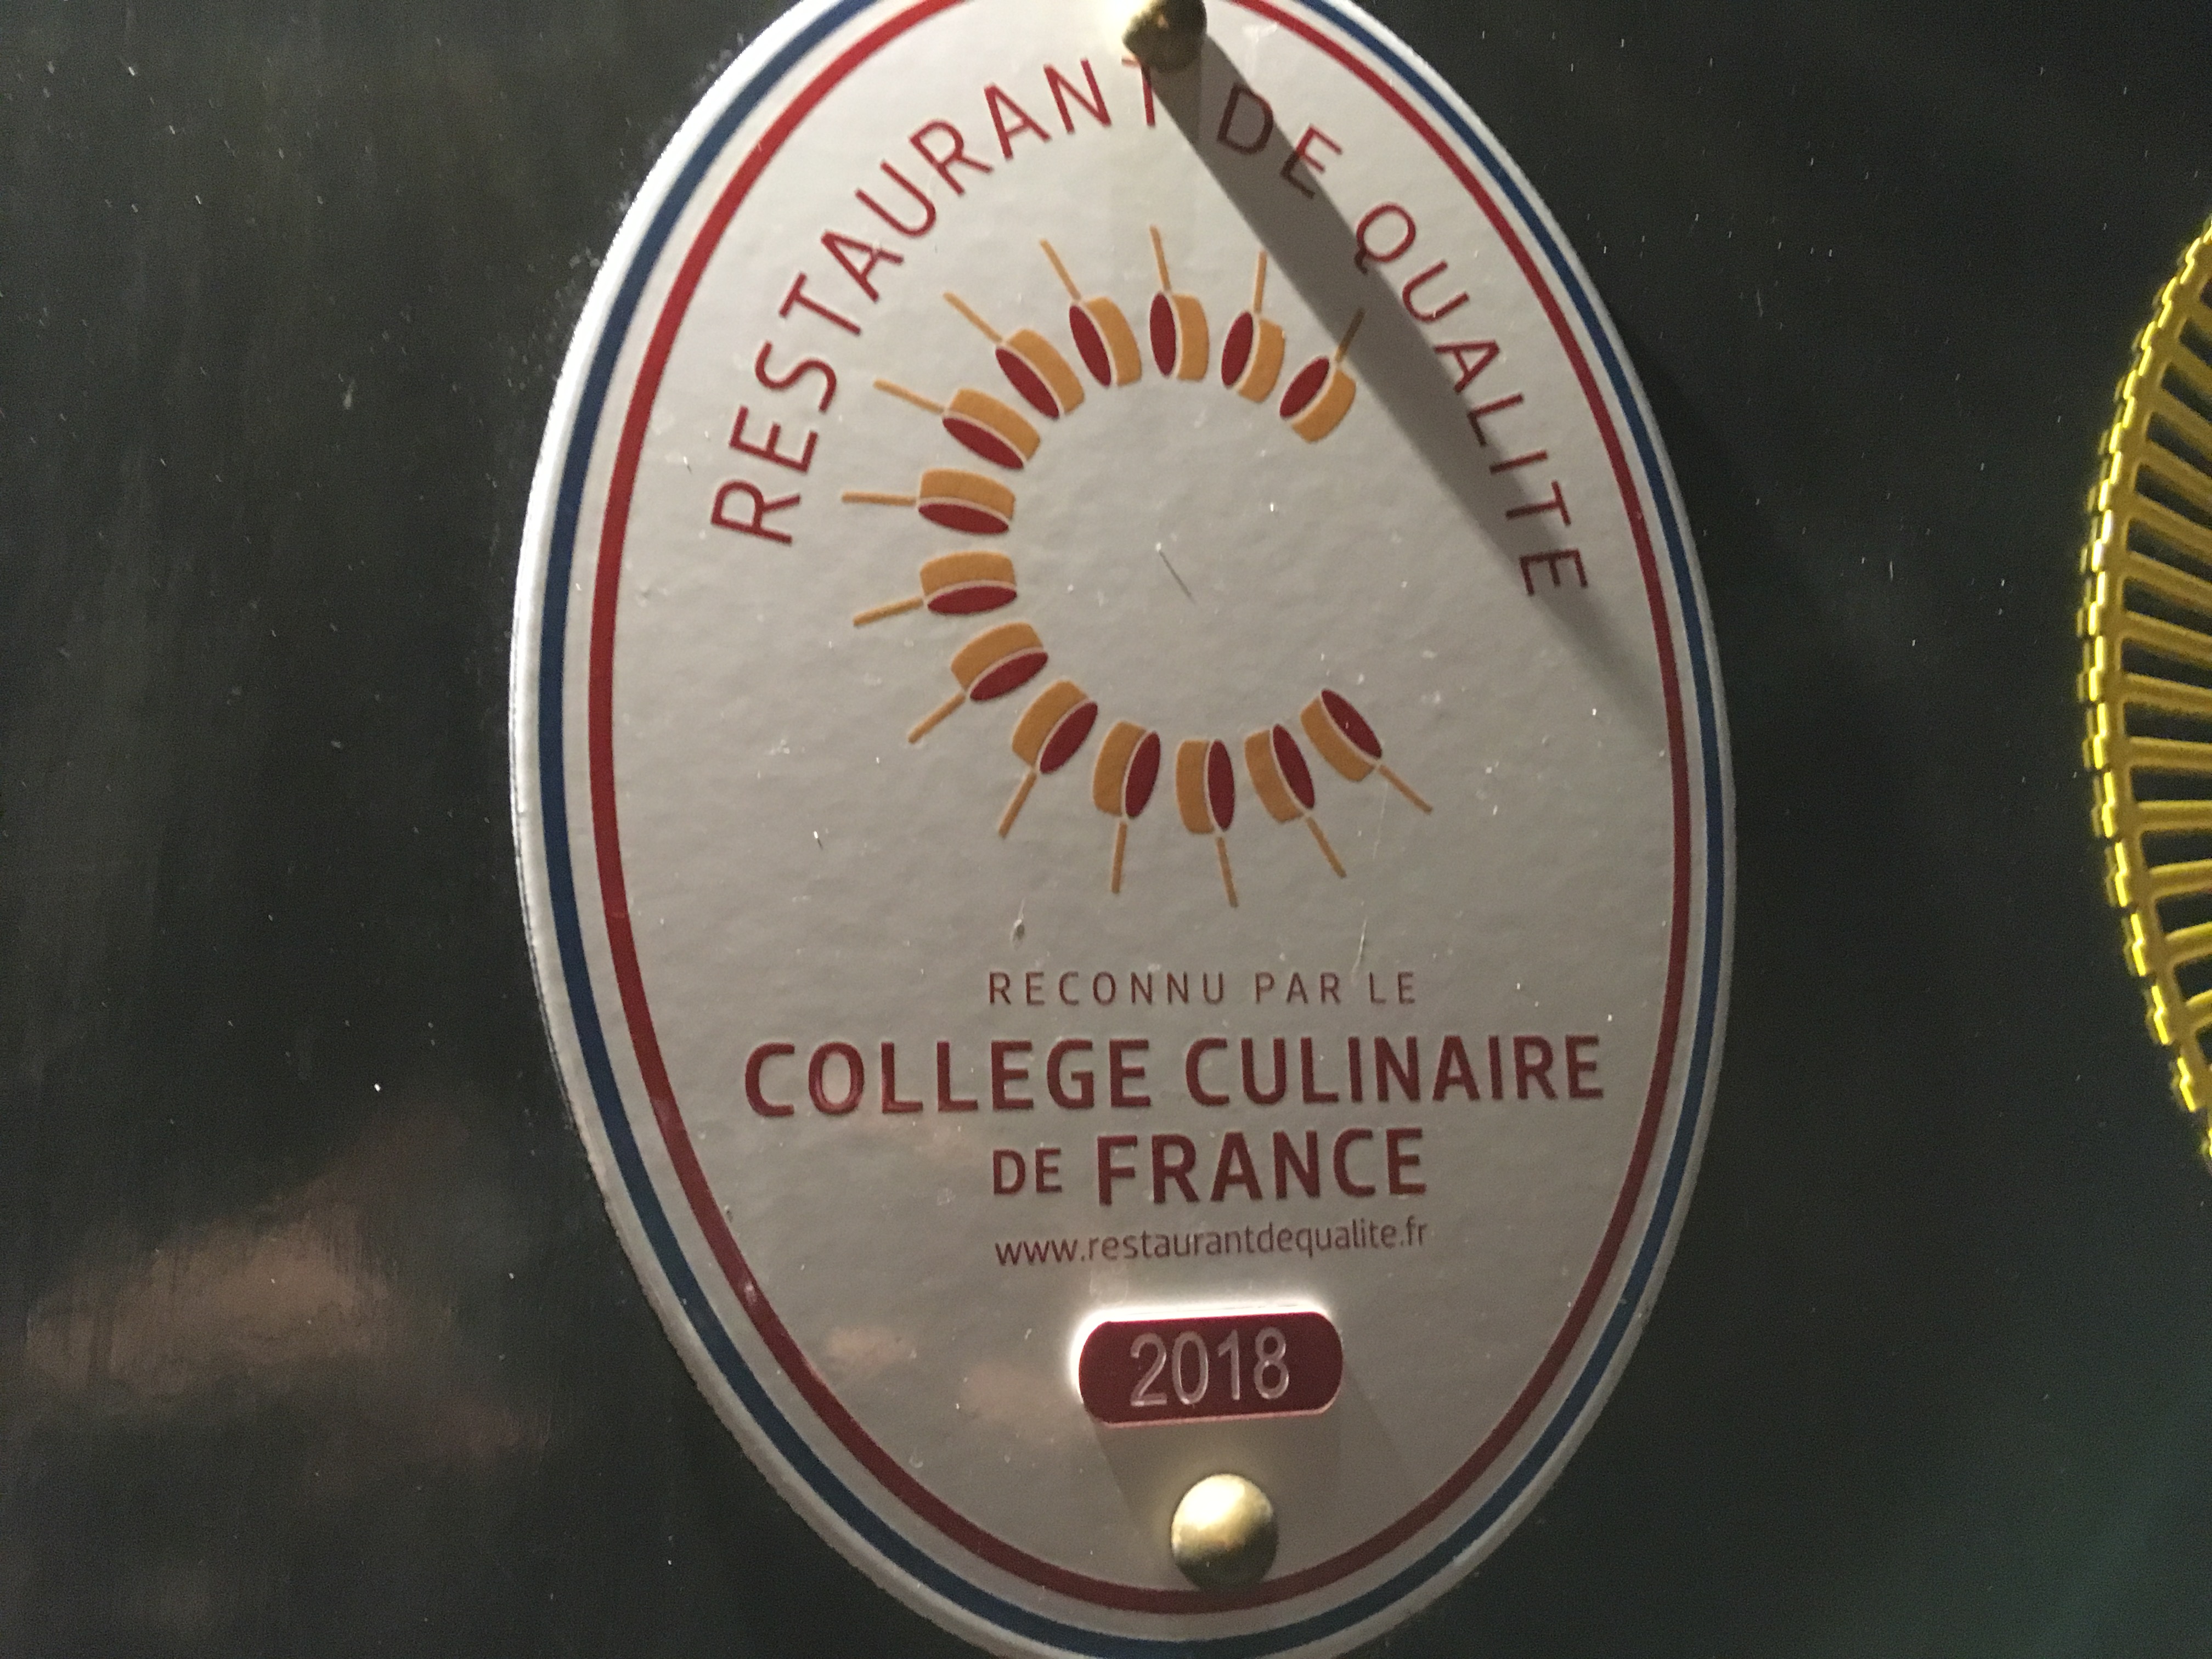 RESTAURANT DE QUALITE
RECONNU PAR LE
COLLEGE CULINAIRE
DE FRANCE
www.restaurantdequalite.fr
2018